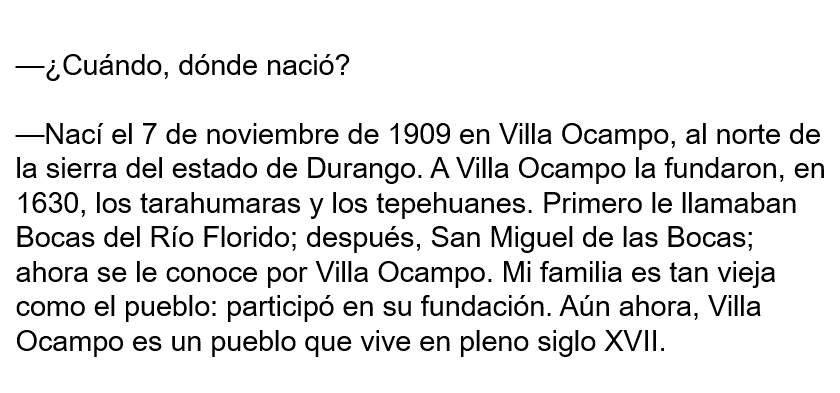 —¿Cuándo, dónde nació?
—Nací el 7 de noviembre de 1909 en Villa Ocampo, al norte de
la sierra del estado de Durango. A Villa Ocampo la fundaron, en
1630, los tarahumaras y los tepehuanes. Primero le llamaban
Bocas del Río Florido; después, San Miguel de las Bocas;
ahora se le conoce por Villa Ocampo. Mi familia es tan vieja
como el pueblo: participó en su fundación. Aún ahora, Villa
Ocampo es un pueblo que vive en pleno siglo XVII.